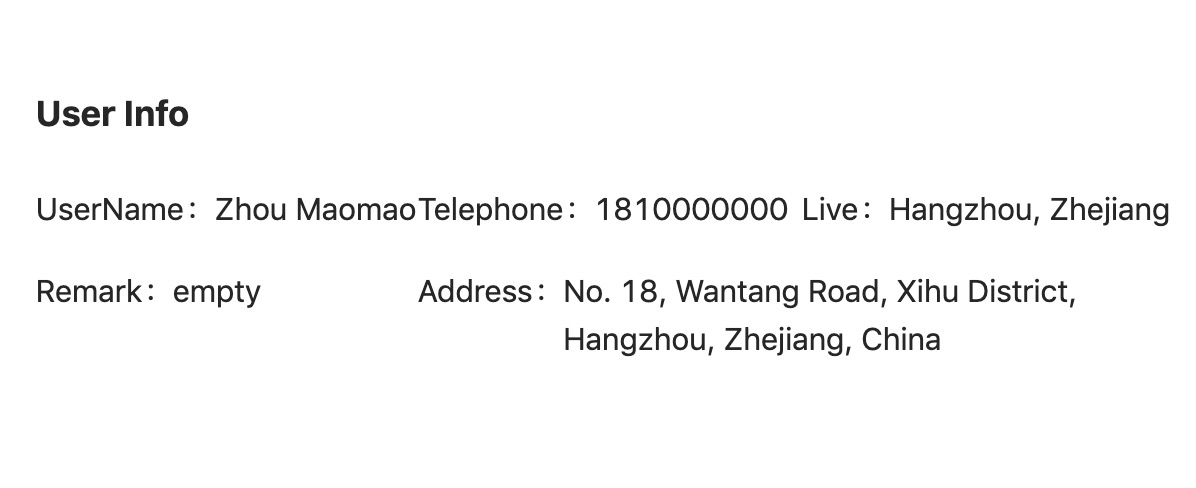 User Info
UserName： Zhou Maomao Telephone： 1810000000 Live： Hangzhou, Zhejiang
Remark： empty Address： No. 18, Wantang Road, Xihu District,
Hangzhou, Zhejiang, China